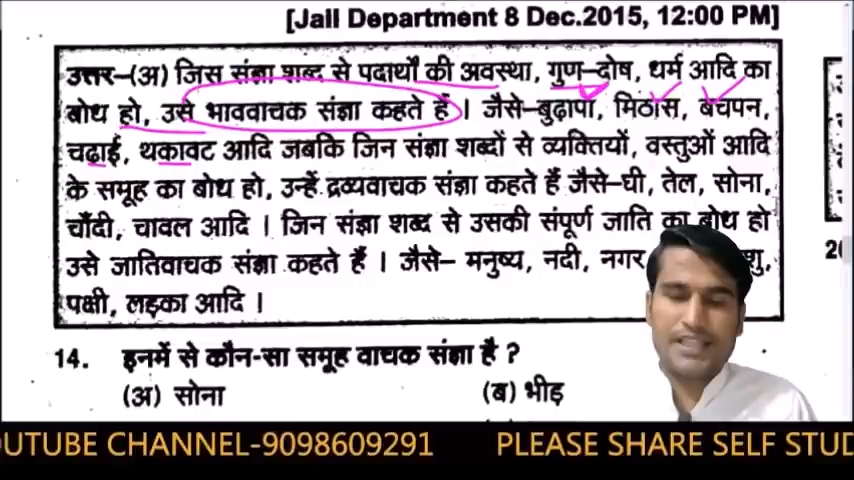 [Jail Department 8 Dec.2015, 12:00 PM]
उत्तर–(अ) जिस संज्ञा शब्द से पदार्थों की अवस्था, गुण–दोष, धर्म आदि का
बोध हो, उसे भाववाचक संज्ञा कहते हैं । जैसे–बुढ़ापा, मिठास, बचपन,
चढ़ाई, थकावट आदि जबकि जिन संज्ञा शब्दों से व्यक्तियों, वस्तुओं आदि
के समूह का बोध हो, उन्हें द्रव्यवाचक संज्ञा कहते हैं जैसे–घी, तेल, सोना,
चाँदी, चावल आदि । जिन संज्ञा शब्द से उसकी संपूर्ण जाति का बोध हो
उसे जातिवाचक संज्ञा कहते हैं । जैसे– मनुष्य, नदी, नगर
पक्षी, लड़का आदि ।
14. इनमें से कौन-सा समूह वाचक संज्ञा है ?
(अ) सोना (ब) भीड़
OUTUBE CHANNEL-9098609291 PLEASE SHARE SELF STUD